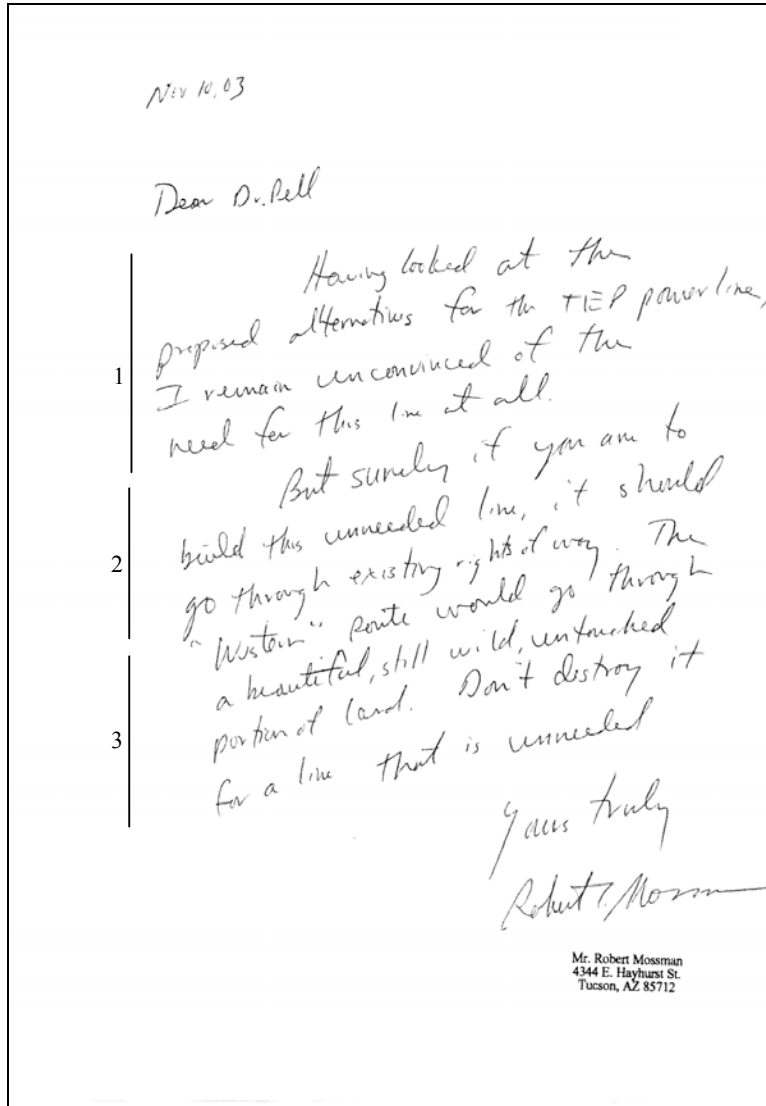 Nov 10, 03
Dear Dr. Pell
Having looked at the
proposed alternatives for the TEP powerline,
1
I remain unconvinced of the
need for this line at all.
But surely if you are to
build this unneeded line, it should
2
go through existing rights of way. The
"Western" Route would go through
a beautiful, still wild, untouched
portion of land. Don't destroy it
3
for a line that is unneeded
Yours truly
Robert T. Mossman
Mr. Robert Mossman
4344 E. Hayhurst St.
Tucson, AZ 85712